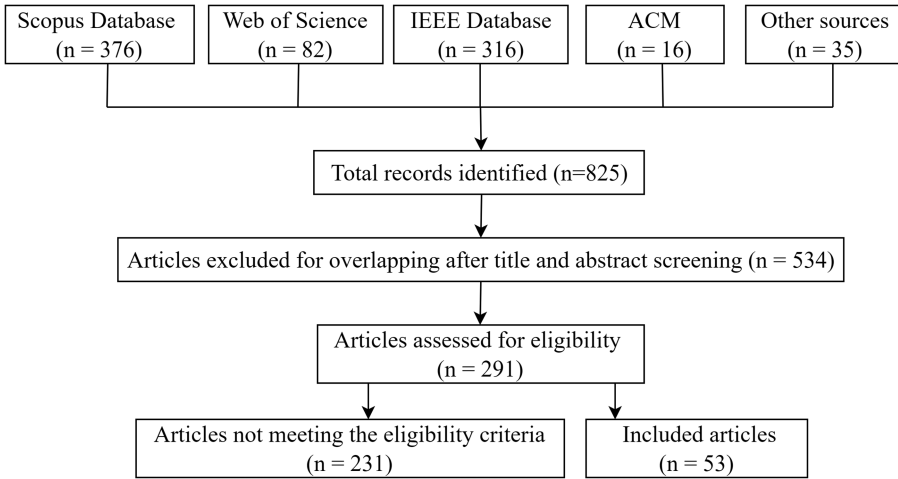 Scopus Database
(n = 376)
Web of Science
(n = 82)
IEEE Database
(n = 316)
ACM
(n = 16)
Other sources
(n = 35)
Total records identified (n=825)
Articles excluded for overlapping after title and abstract screening (n = 534)
Articles assessed for eligibility
(n = 291)
Articles not meeting the eligibility criteria
(n = 231)
Included articles
(n = 53)